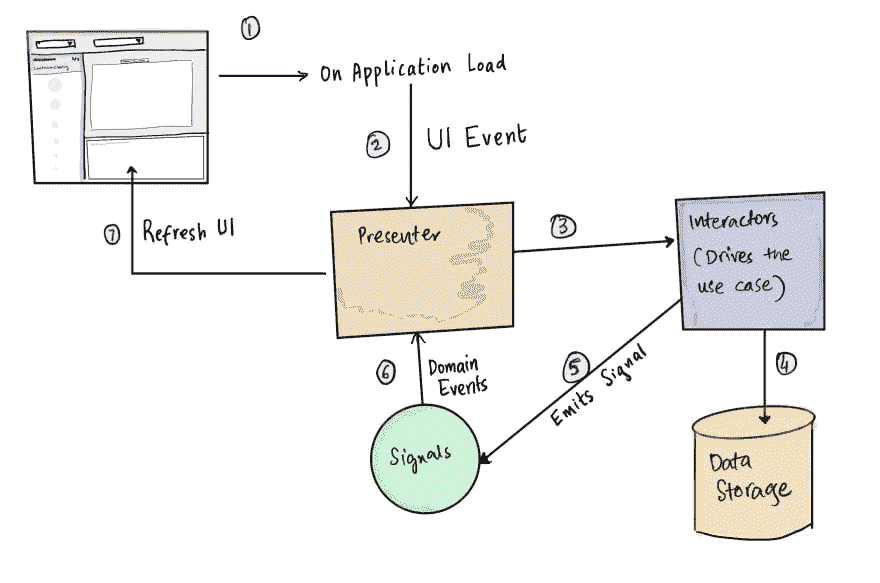 ①
On Application Load
②
UI Event
Presenter
③
Interactors
(Drives the
use case)
④
Data
Storage
⑤
Emits Signal
Signals
⑥
Domain
Events
⑦
Refresh UI